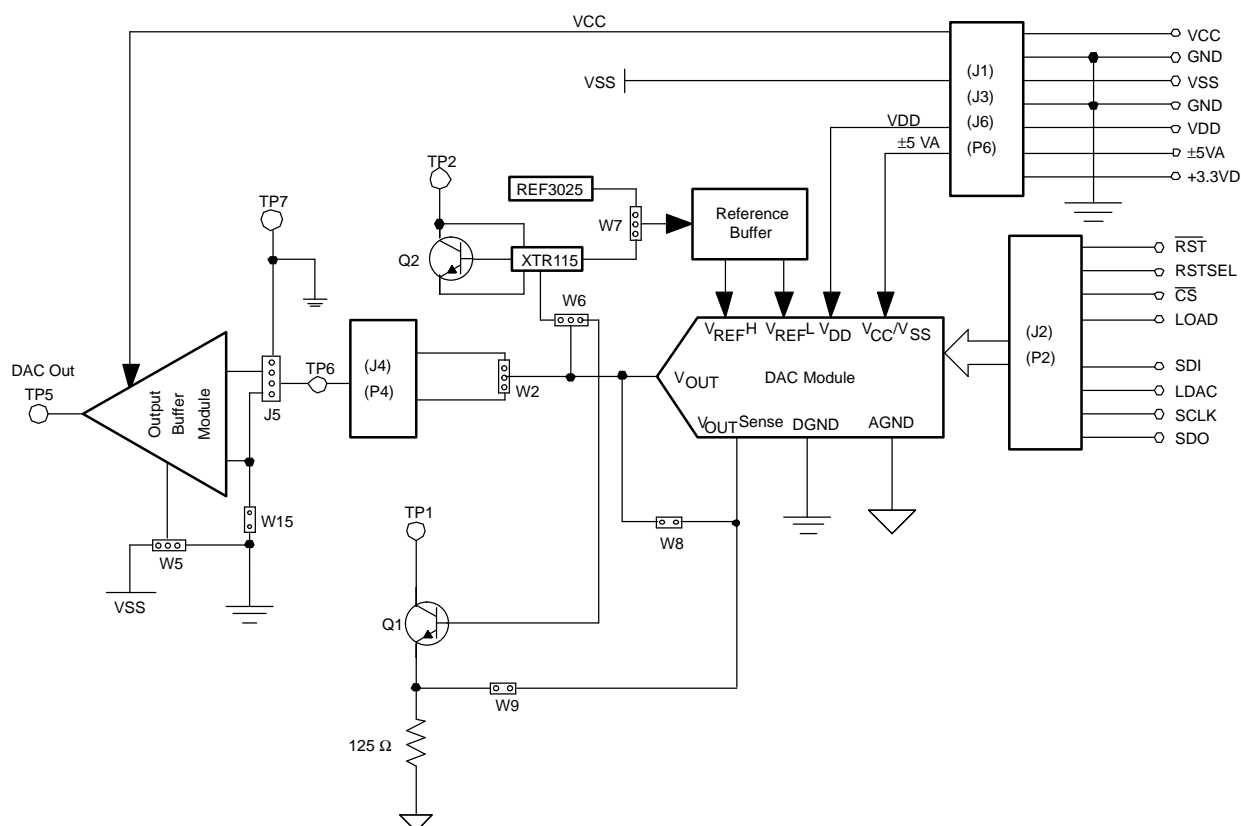 VCC
VCC
GND
VSS
(J1)
VSS
(J3)
GND
VDD
(J6)
VDD
±5 VA
(P6)
±5VA
+3.3VD
TP2
REF3025
TP7
W7
Reference
Buffer
Q2
XTR115
RST
RSTSEL
CS
W6
LOAD
(J2)
(P2)
VREFH
VREFL
VDD
VCC/VSS
SDI
LDAC
SCLK
SDO
DAC Out
TP5
TP6
(J4)
(P4)
VOUT
DAC Module
W2
Output
Buffer
Module
J5
VOUTSense
DGND
AGND
W15
TP1
W8
W5
VSS
Q1
W9
125 Ω